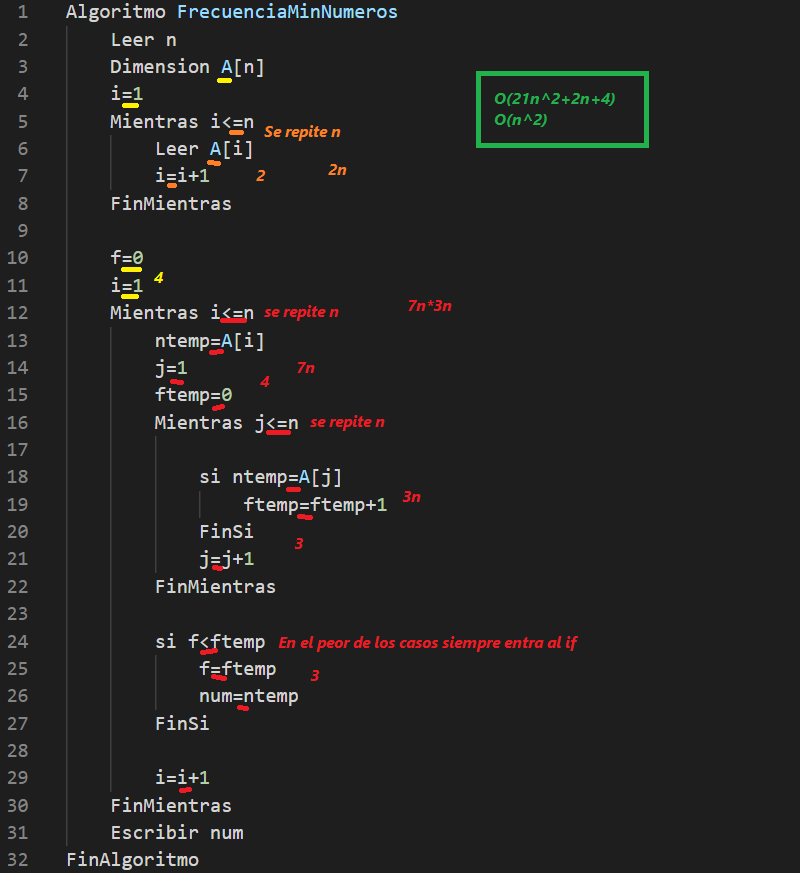 1 Algoritmo FrecuenciaMinNumeros
2 Leer n
3 Dimension A[n]
4 i=1
5 Mientras i<=n Se repite n
6 Leer A[i]
7 i=i+1 2 2n
8 FinMientras
9
10 f=0
11 i=1 4
12 Mientras i<=n se repite n 7n*3n
13 ntemp=A[i]
14 j=1 7n
15 ftemp=0 4
16 Mientras j<=n se repite n
17
18 si ntemp=A[j]
19 ftemp=ftemp+1 3n
20 FinSi
21 j=j+1 3
22 FinMientras
23
24 si f<ftemp En el peor de los casos siempre entra al if
25 f=ftemp 3
26 num=ntemp
27 FinSi
28
29 i=i+1
30 FinMientras
31 Escribir num
32 FinAlgoritmo
O(21n^2+2n+4)
O(n^2)